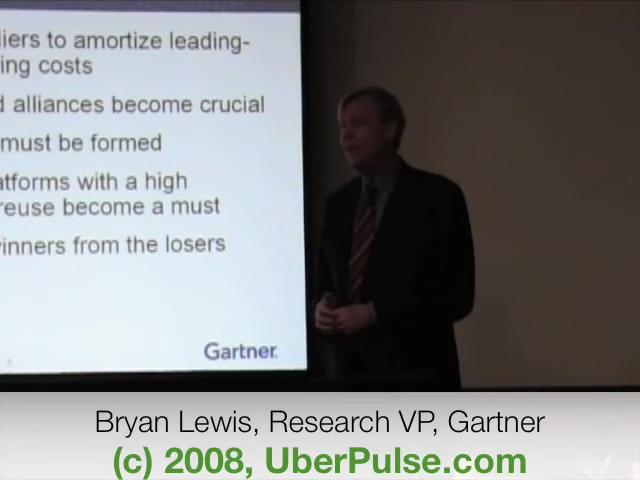 liers to amortize leading-
ing costs
d alliances become crucial
must be formed
atforms with a high
reuse become a must
winners from the losers
Gartner.
Bryan Lewis, Research VP, Gartner
(c) 2008, UberPulse.com